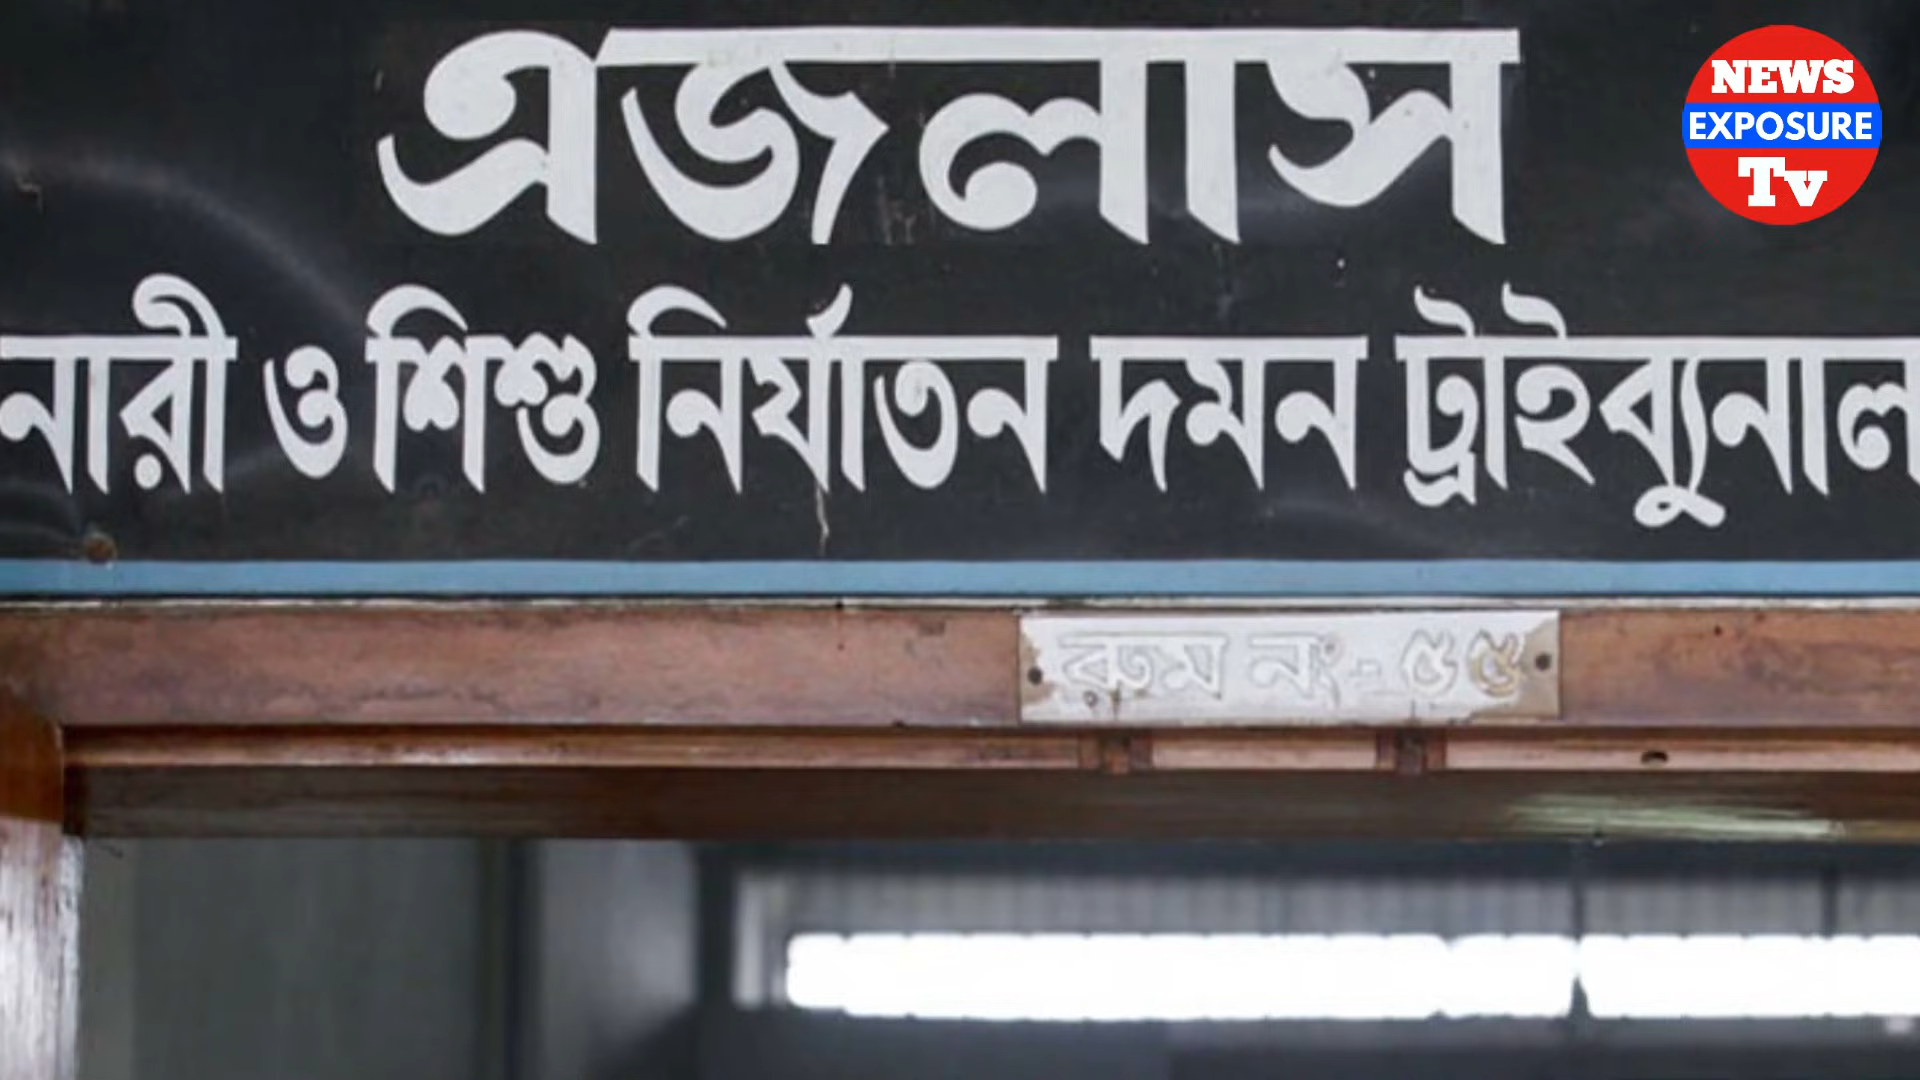 এজলাস
NEWS
EXPOSURE
Tv
নারী ও শিশু নির্যাতন দমন ট্রাইব্যুনাল
রুম নং-৫৫